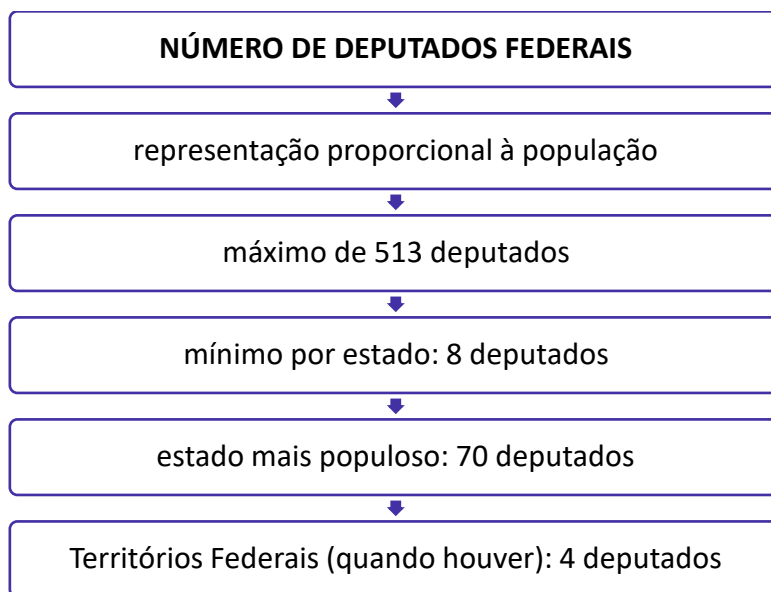 NÚMERO DE DEPUTADOS FEDERAIS
representação proporcional à população
máximo de 513 deputados
mínimo por estado: 8 deputados
estado mais populoso: 70 deputados
Territórios Federais (quando houver): 4 deputados